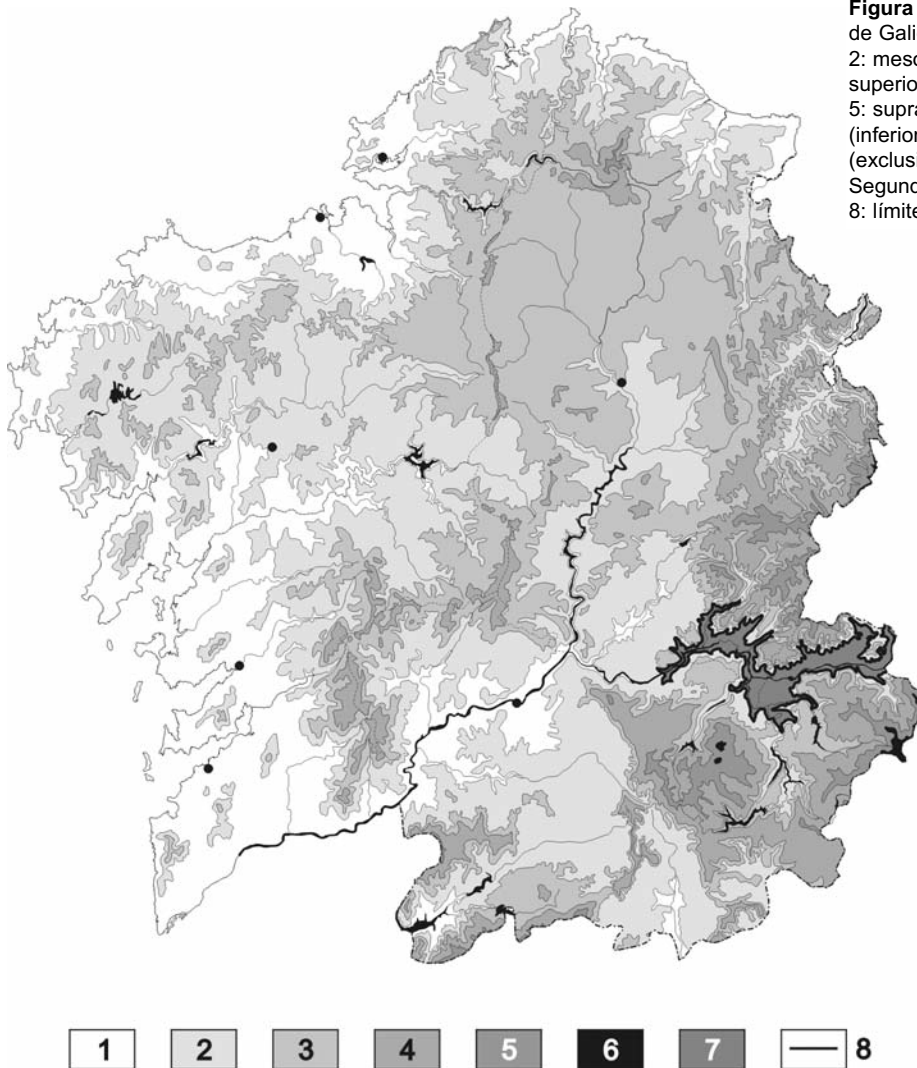 Figura
de Gali
2: meso
superio
5: supra
(inferior
(exclusi
Segund
8: límite
1 2 3 4 5 6 7 8